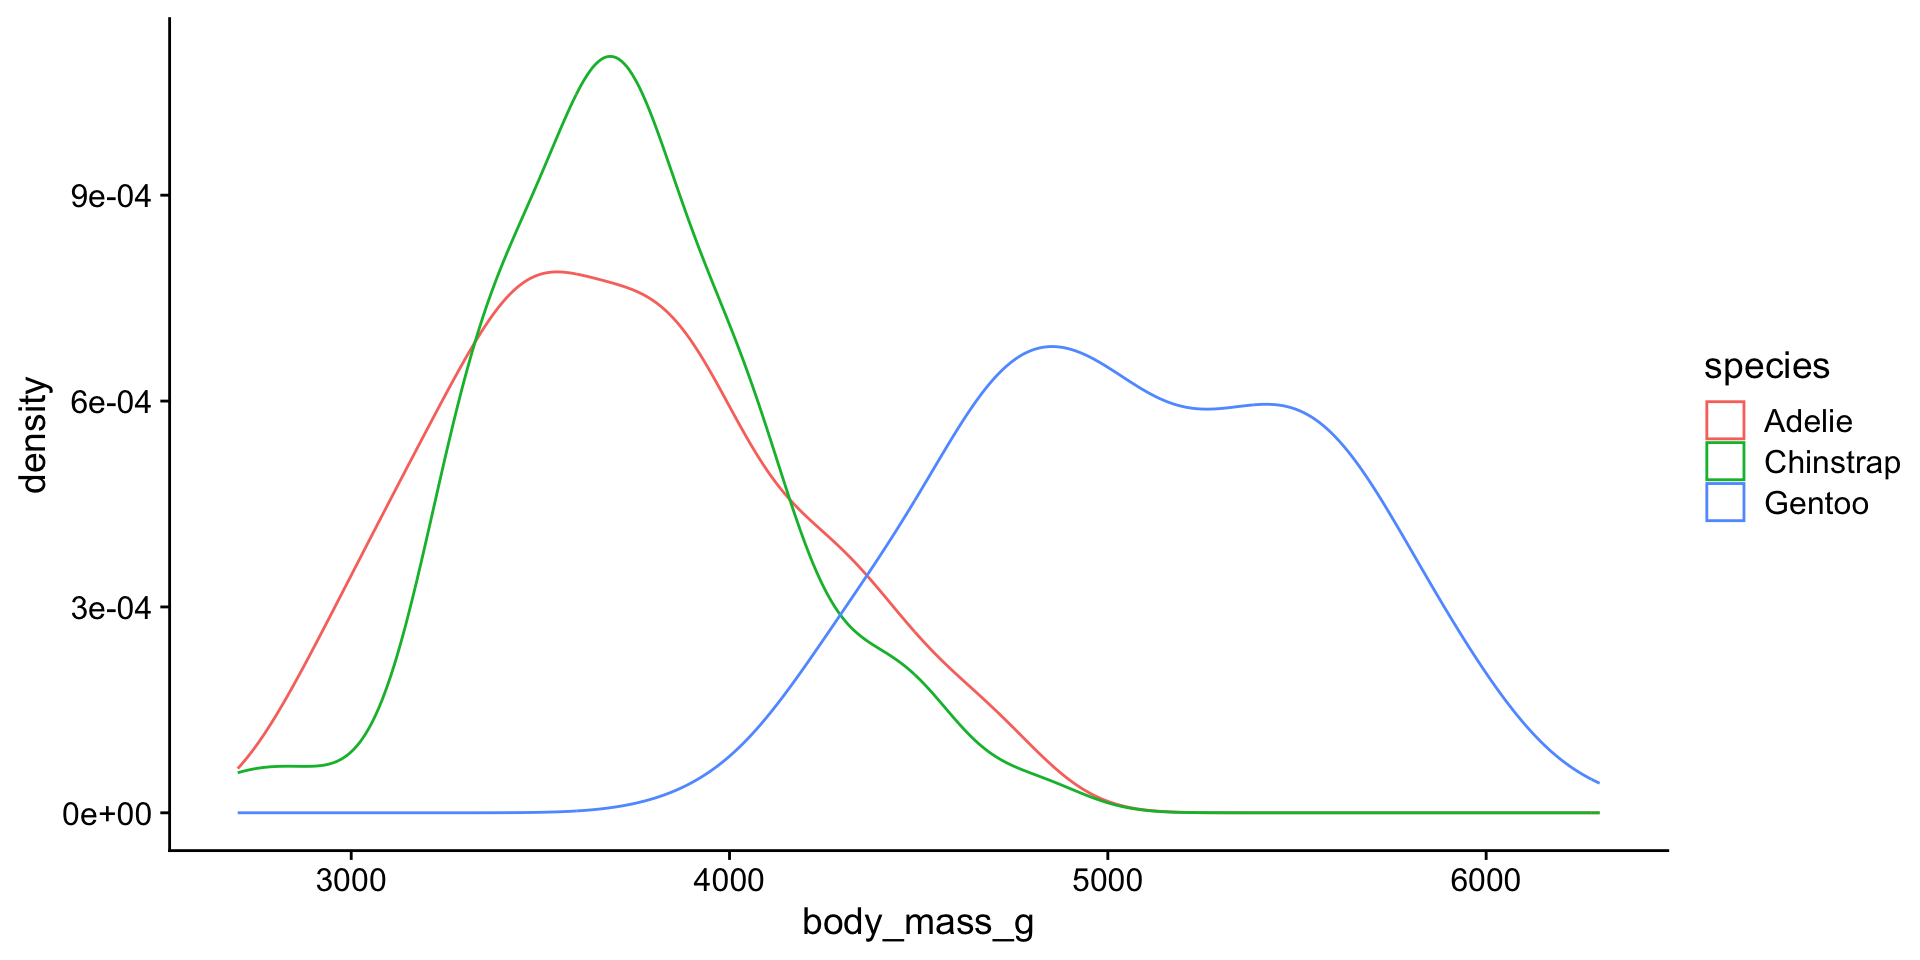 density
9e-04
6e-04
3e-04
0e+00
3000 4000 5000 6000
body_mass_g
species
Adelie
Chinstrap
Gentoo